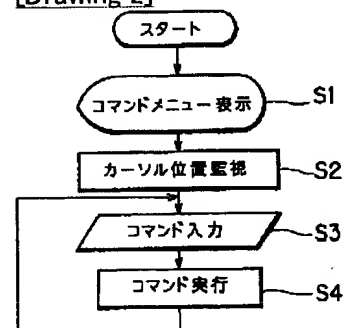 [Drawing 2]
スタート
コマンドメニュー表示
S1
カーソル位置監視
S2
コマンド入力
S3
コマンド実行
S4